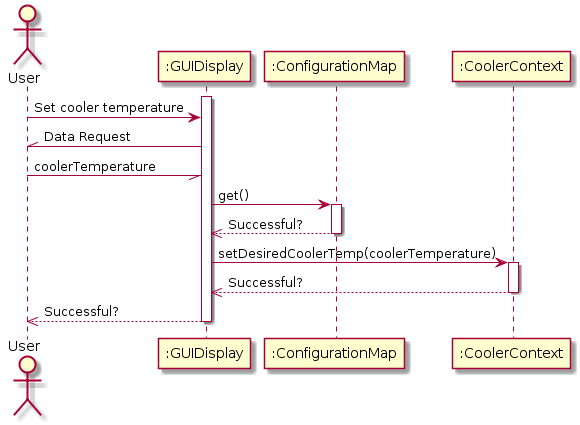 User
:GUIDisplay
:ConfigurationMap
:CoolerContext
Set cooler temperature
Data Request
coolerTemperature
get()
Successful?
setDesiredCoolerTemp(coolerTemperature)
Successful?
Successful?
User
:GUIDisplay
:ConfigurationMap
:CoolerContext